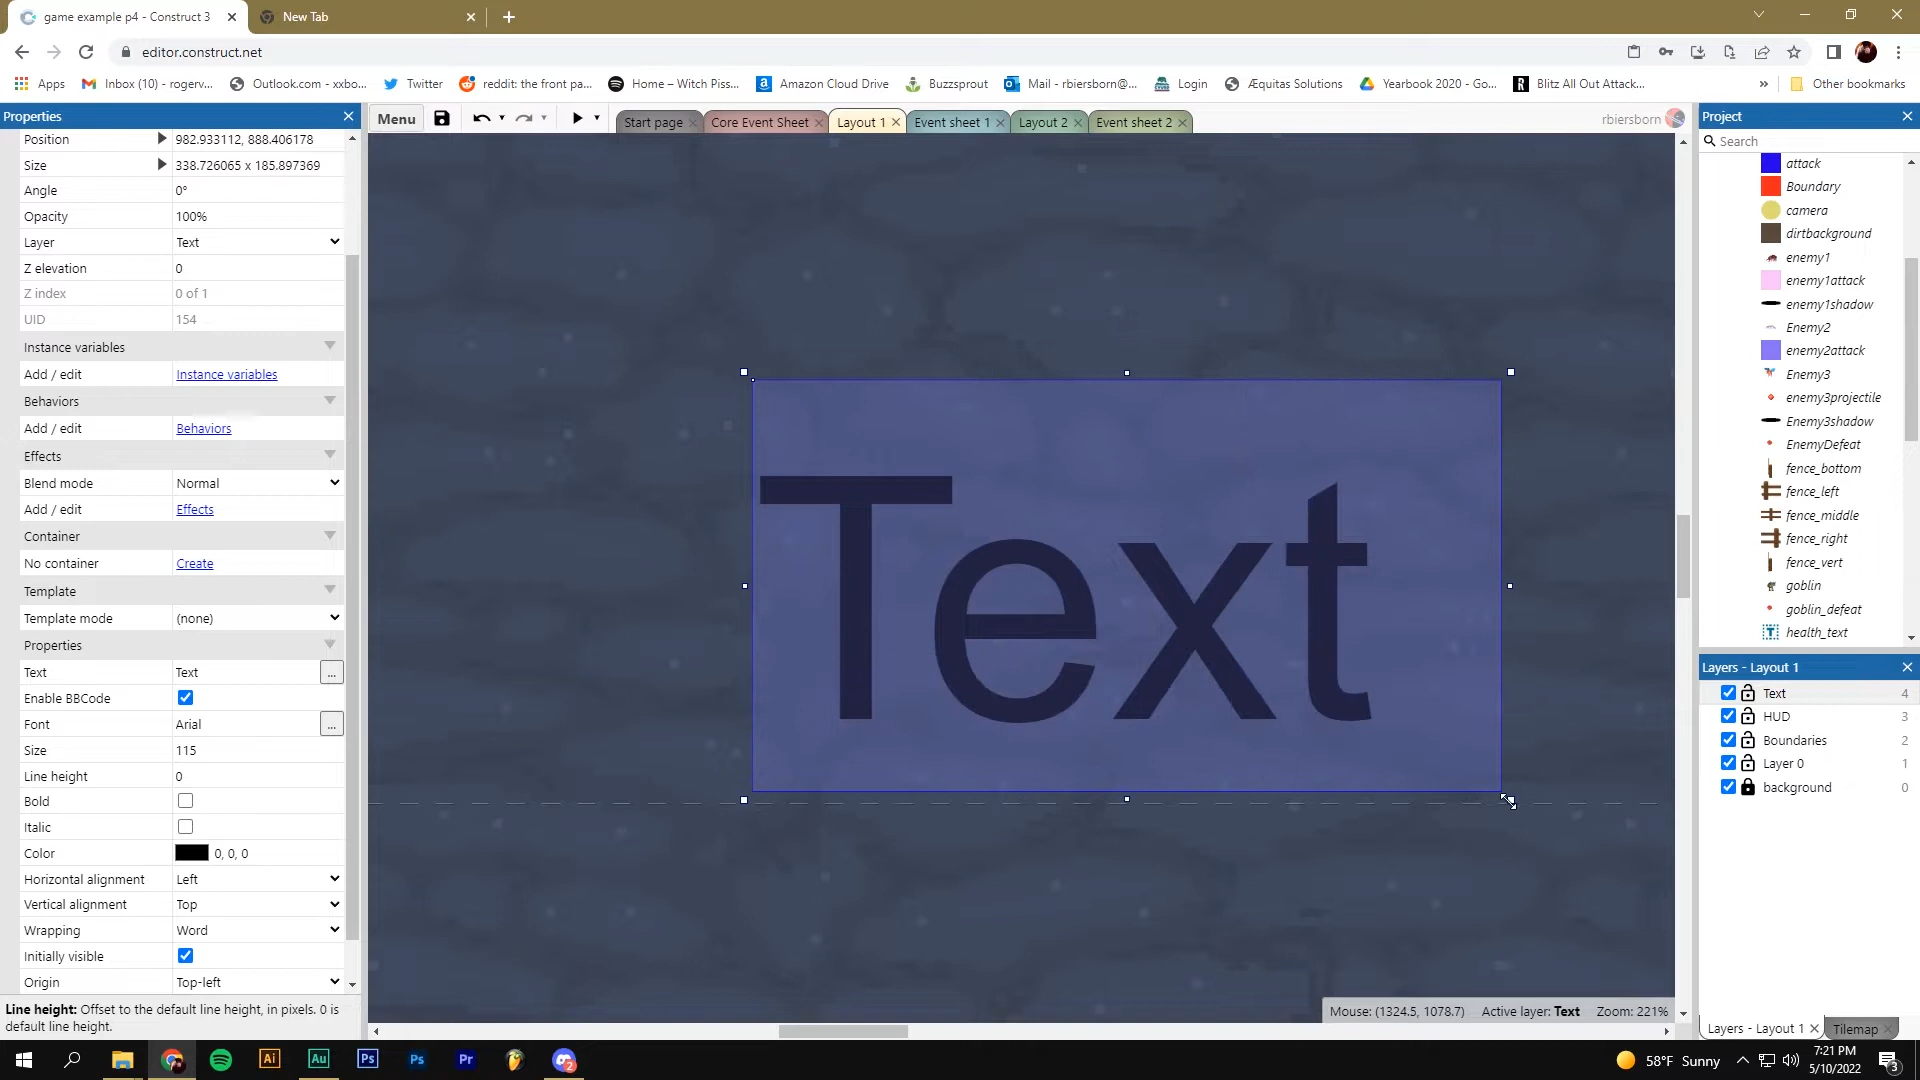 game example p4 - Construct 3
New Tab
editor.construct.net
Apps
Inbox (10) - rogerv...
Outlook.com - xxbo...
Twitter
reddit: the front pa...
Home – Witch Piss...
Amazon Cloud Drive
Buzzsprout
Mail - rbiersborn@...
Login
Æquitas Solutions
Yearbook 2020 - Go...
Blitz All Out Attack...
»
Other bookmarks
Properties
Menu
Start page
Core Event Sheet
Layout 1
Event sheet 1
Layout 2
Event sheet 2
rbiersborn
Project
Search
Position 982.933112, 888.406178
Size 338.726065 x 185.897369
Angle 0°
Opacity 100%
Layer Text
Z elevation 0
Z index 0 of 1
UID 154
Instance variables
Add / edit Instance variables
Behaviors
Add / edit Behaviors
Effects
Blend mode Normal
Add / edit Effects
Container
No container Create
Template
Template mode (none)
Properties
Text Text ...
Enable BBCode
Font Arial ...
Size 115
Line height 0
Bold
Italic
Color 0, 0, 0
Horizontal alignment Left
Vertical alignment Top
Wrapping Word
Initially visible
Origin Top-left
Line height: Offset to the default line height, in pixels. 0 is
default line height.
Text
Mouse: (1324.5, 1078.7) Active layer: Text Zoom: 221%
attack
Boundary
camera
dirtbackground
enemy1
enemy1attack
enemy1shadow
Enemy2
enemy2attack
Enemy3
enemy3projectile
Enemy3shadow
EnemyDefeat
fence_bottom
fence_left
fence_middle
fence_right
fence_vert
goblin
goblin_defeat
health_text
Layers - Layout 1
Text 4
HUD 3
Boundaries 2
Layer 0 1
background 0
Layers - Layout 1
Tilemap
58°F Sunny
7:21 PM
5/10/2022
3